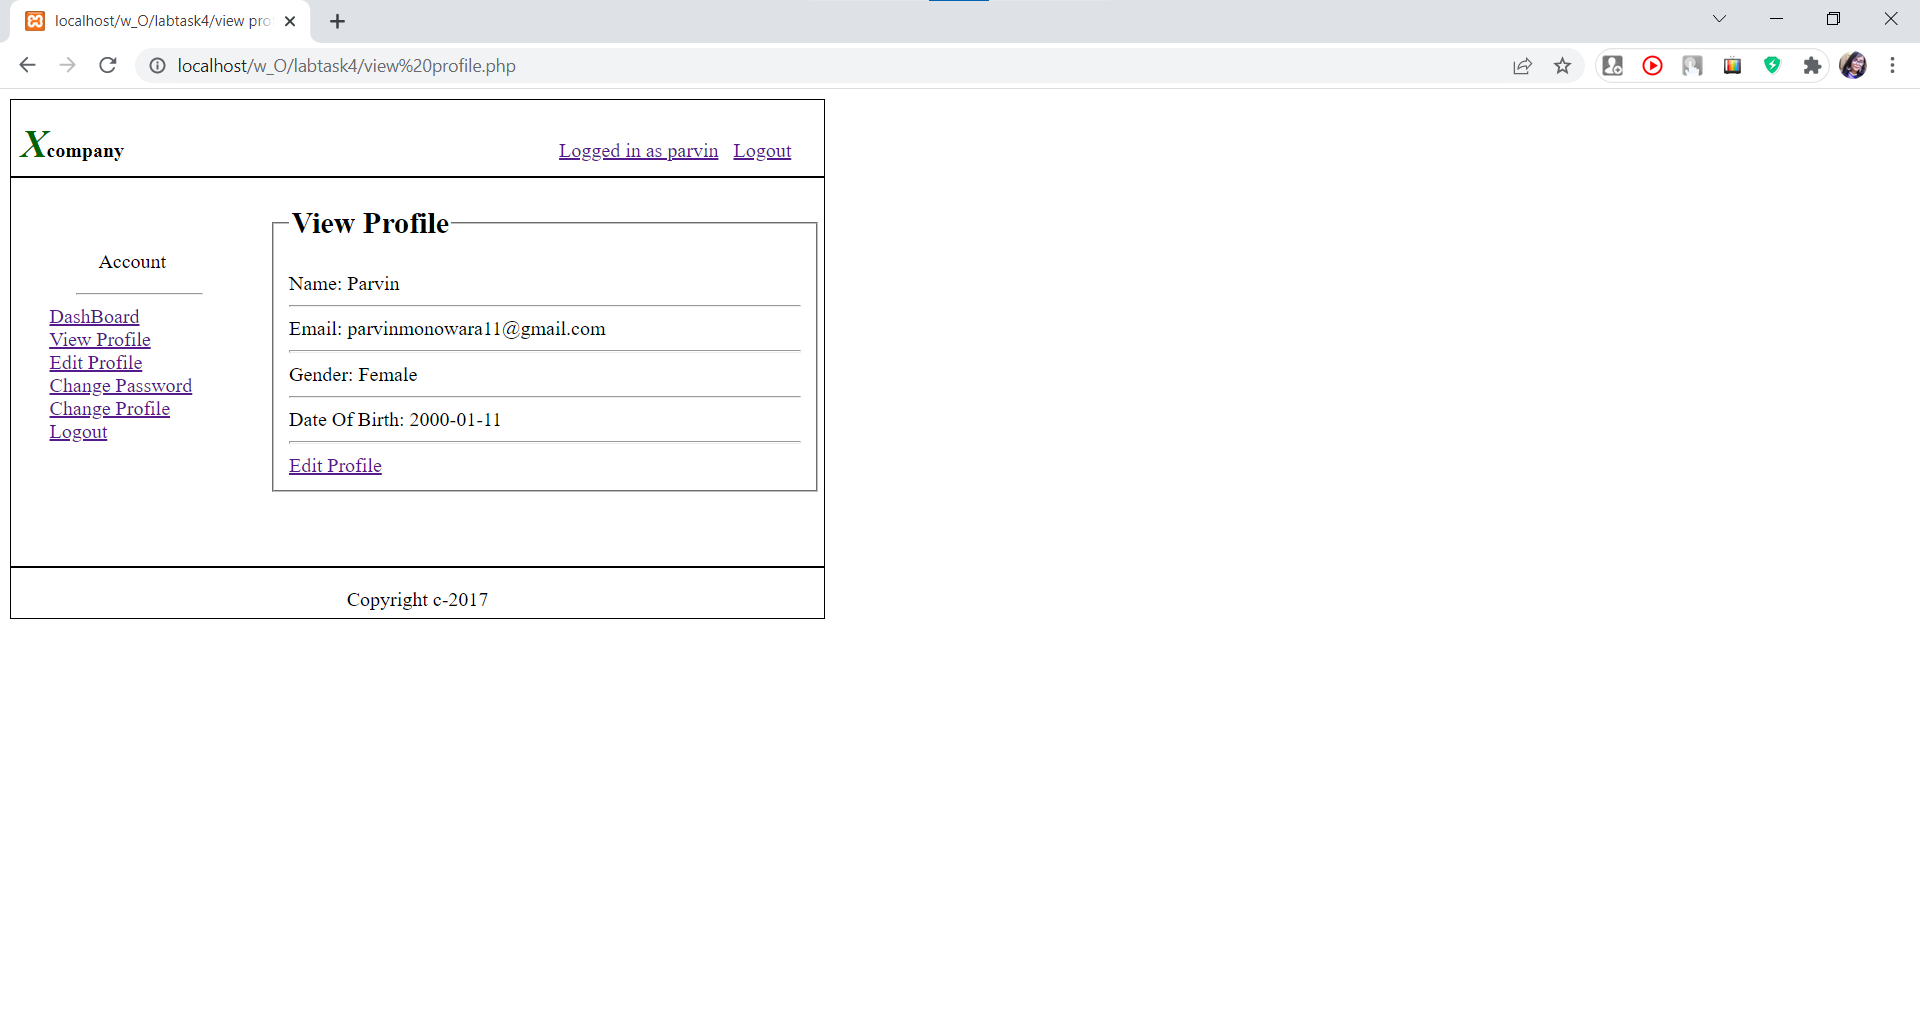 localhost/w_O/labtask4/view pro
localhost/w_O/labtask4/view%20profile.php
Xcompany
Logged in as parvin Logout
Account
DashBoard
View Profile
Edit Profile
Change Password
Change Profile
Logout
View Profile
Name: Parvin
Email: parvinmonowara11@gmail.com
Gender: Female
Date Of Birth: 2000-01-11
Edit Profile
Copyright c-2017